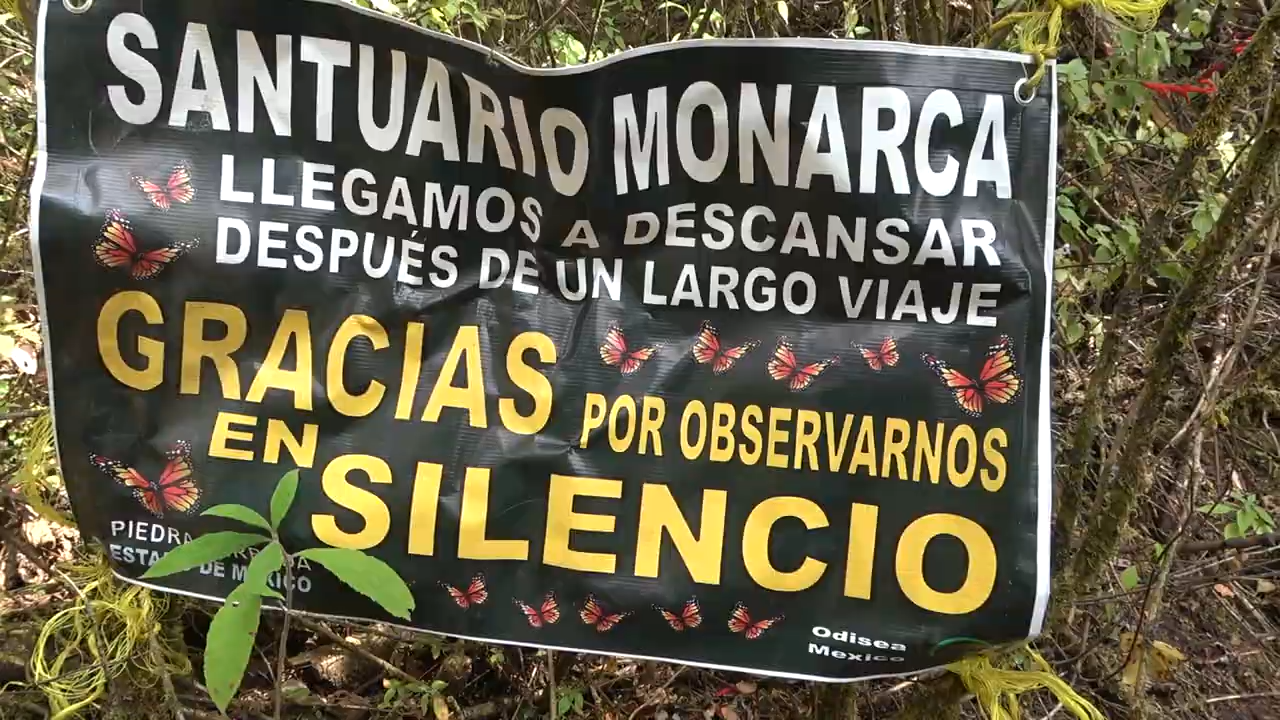 SANTUARIO MONARCA
LLEGAMOS A DESCANSAR
DESPUÉS DE UN LARGO VIAJE
GRACIAS POR OBSERVARNOS
EN SILENCIO
PIEDRA
ESTADO DE MEXICO
Odisea
Mexico